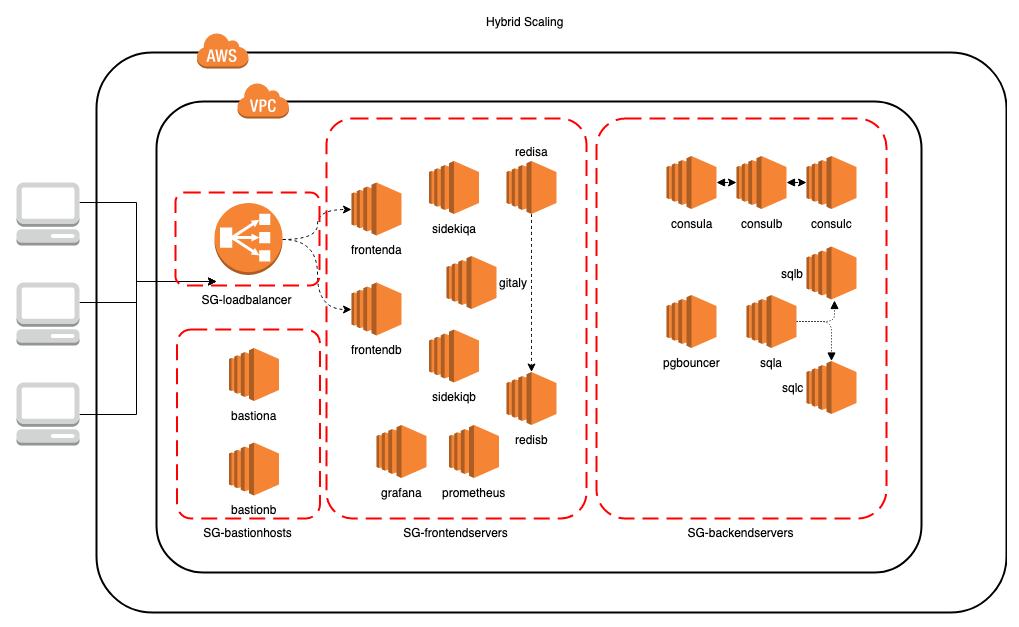 Hybrid Scaling
AWS
VPC
redisa
sidekiqa
frontenda
consula
consulb
consulc
SG-loadbalancer
gitaly
sqlb
frontendb
pgbouncer
sqla
sqlc
sidekiqb
bastiona
redisb
grafana
prometheus
bastionb
SG-bastionhosts
SG-frontendservers
SG-backendservers